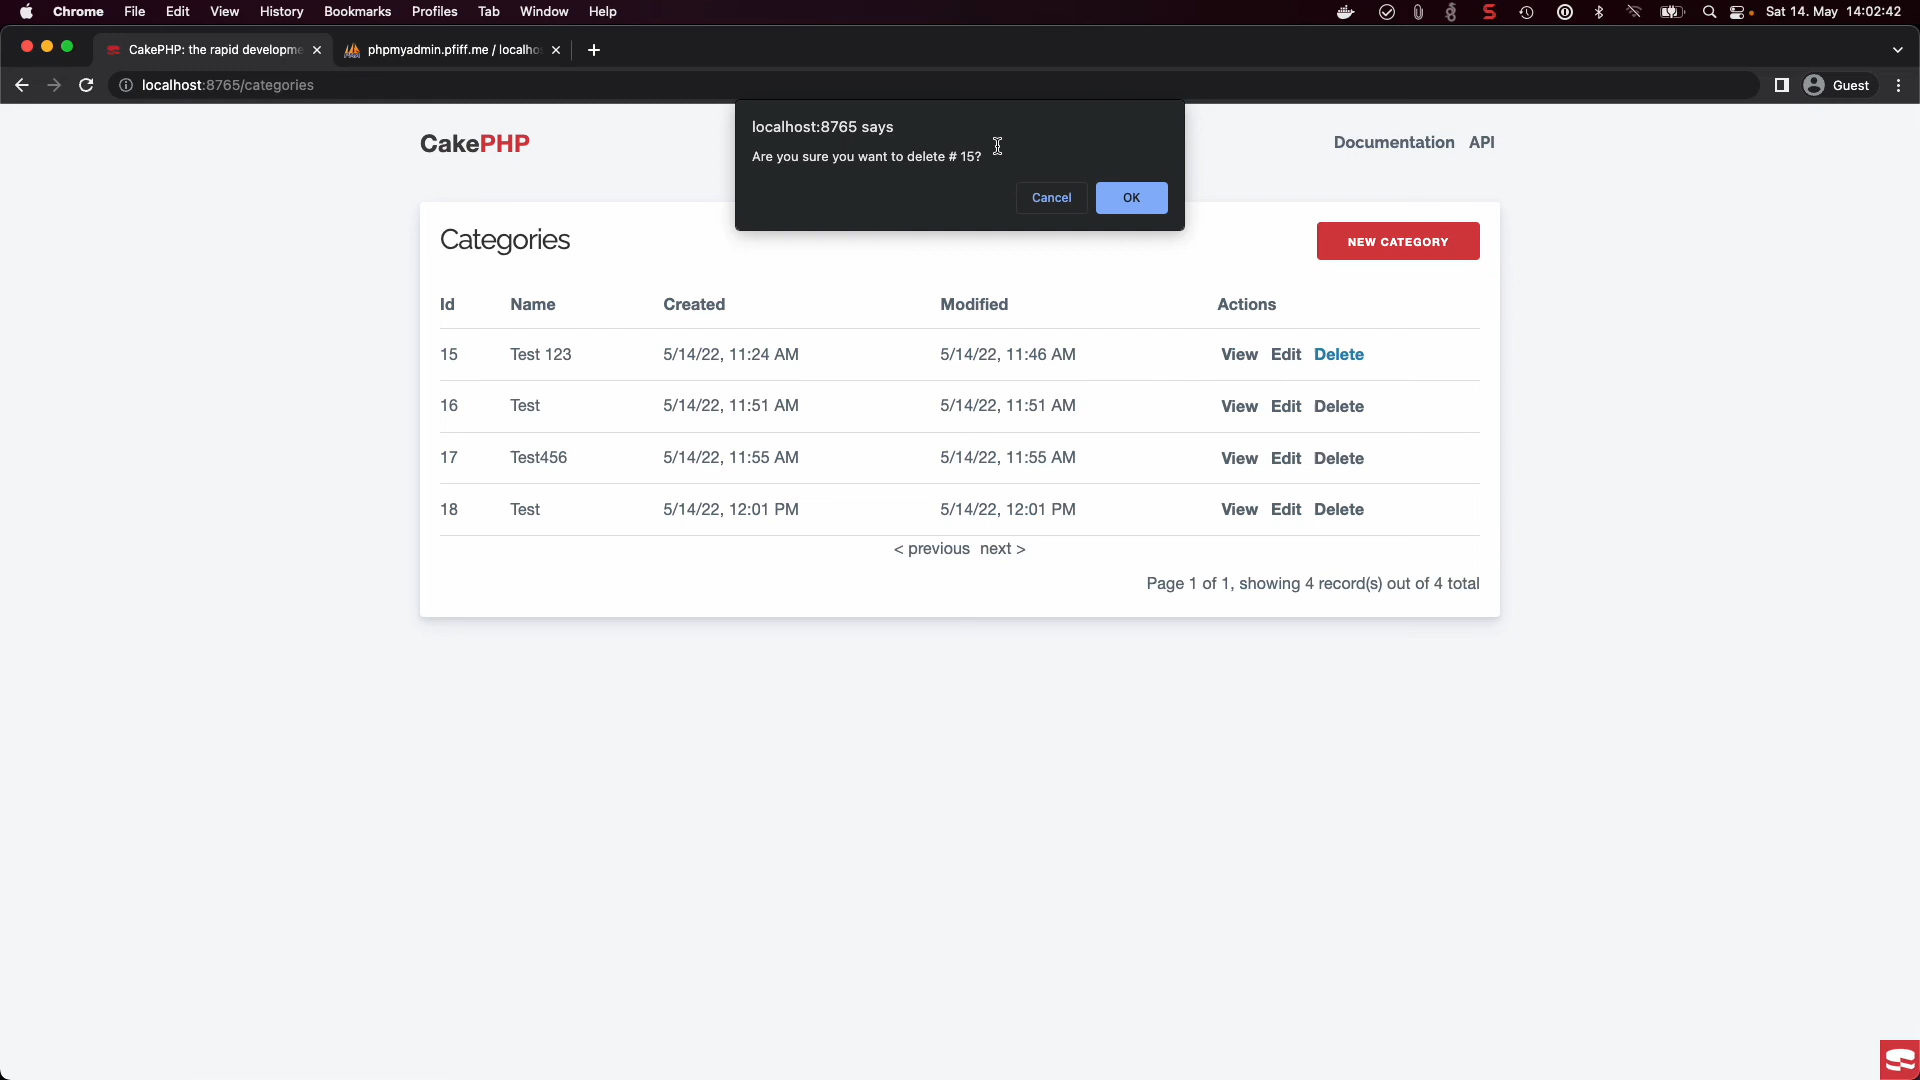 Chrome File Edit View History Bookmarks Profiles Tab Window Help Sat 14. May 14:02:42
CakePHP: the rapid developme phpmyadmin.pfiff.me / localho
localhost:8765/categories Guest
localhost:8765 says
Are you sure you want to delete # 15?
Cancel OK
CakePHP Documentation API
Categories NEW CATEGORY
Id Name Created Modified Actions
15 Test 123 5/14/22, 11:24 AM 5/14/22, 11:46 AM View Edit Delete
16 Test 5/14/22, 11:51 AM 5/14/22, 11:51 AM View Edit Delete
17 Test456 5/14/22, 11:55 AM 5/14/22, 11:55 AM View Edit Delete
18 Test 5/14/22, 12:01 PM 5/14/22, 12:01 PM View Edit Delete
< previous next >
Page 1 of 1, showing 4 record(s) out of 4 total